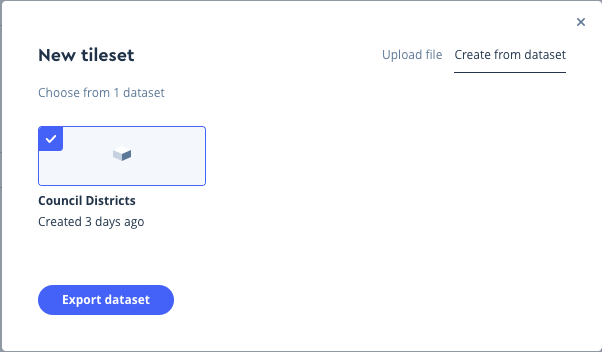 New tileset
Upload file
Create from dataset
Choose from 1 dataset
Council Districts
Created 3 days ago
Export dataset